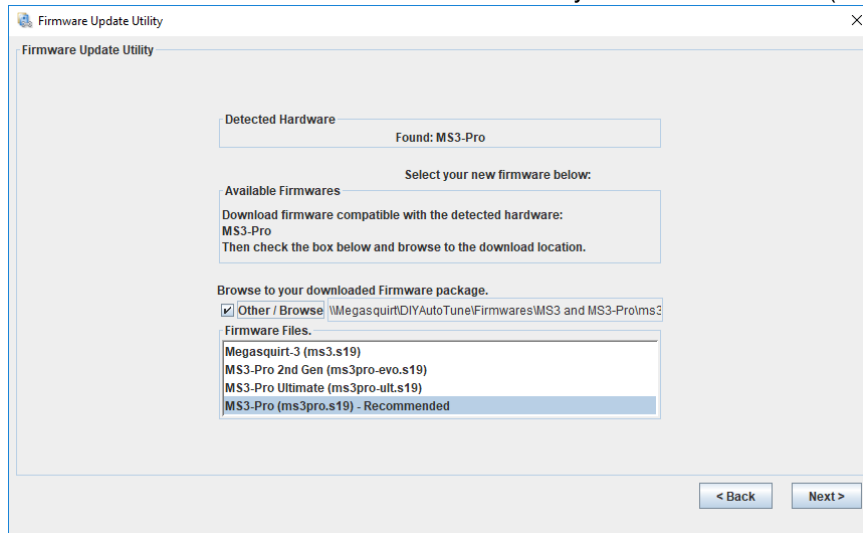 Firmware Update Utility
Firmware Update Utility
Detected Hardware
Found: MS3-Pro
Select your new firmware below:
Available Firmwares
Download firmware compatible with the detected hardware:
MS3-Pro
Then check the box below and browse to the download location.
Browse to your downloaded Firmware package.
Other / Browse \\Megasquirt\DIYAutoTune\Firmwares\MS3 and MS3-Pro\ms3
Firmware Files.
Megasquirt-3 (ms3.s19)
MS3-Pro 2nd Gen (ms3pro-evo.s19)
MS3-Pro Ultimate (ms3pro-ult.s19)
MS3-Pro (ms3pro.s19) - Recommended
< Back Next >